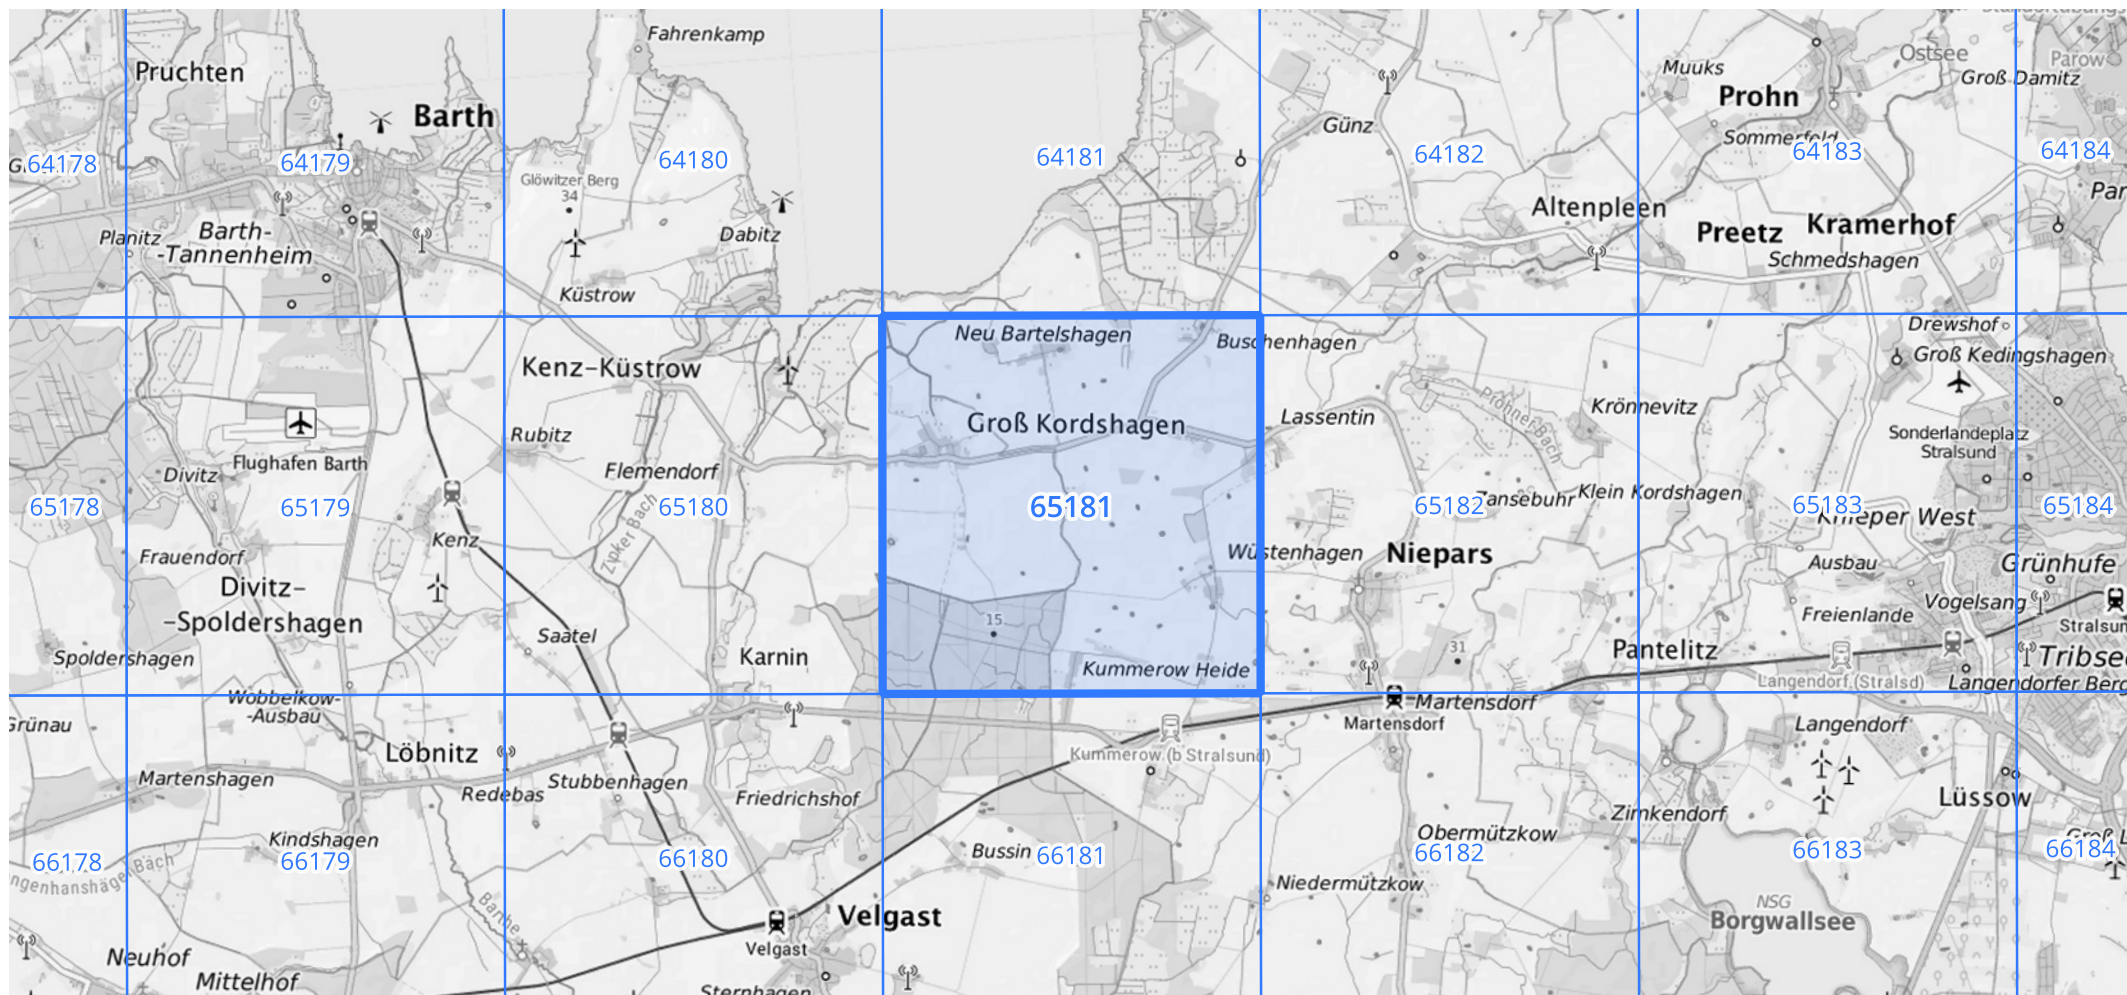 Fahrenkamp
Pruchten
Barth
Ostsee
Parow
Muuks
Groß Damitz
Prohn
Günz
Sommerfeld
64178
64179
64180
64181
64182
64183
64184
Glöwitzer Berg
34
Planitz
Barth-
-Tannenheim
Dabitz
Küstrow
Altenpleen
Preetz
Kramerhof
Schmedshagen
Neu Bartelshagen
Buschenhagen
Drewshof
Groß Kedingshagen
Kenz-Küstrow
Groß Kordshagen
Lassentin
Prohner Bach
Krönnevitz
Sonderlandeplatz
Stralsund
Rubitz
Flughafen Barth
Divitz
Flemendorf
Zansebuhr
Klein Kordshagen
65178
65179
65180
65181
65182
65183
65184
Knieper West
Zipker Bach
Kenz
Frauendorf
Wüstenhagen
Niepars
Ausbau
Grünhufe
Divitz-
-Spoldershagen
Vogelsang
Freienlande
Saatel
15
31
Spoldershagen
Karnin
Kummerow Heide
Pantelitz
Langendorf (Stralsd)
Langendorfer Berg
Wobbelkow-
-Ausbau
Martensdorf
Martensdorf
Langendorf
Löbnitz
Kummerow (b Stralsund)
Martenshagen
Redebas
Stubbenhagen
Friedrichshof
Zimkendorf
Lüssow
Kindshagen
Bussin
Obermützkow
66178
66179
66180
66181
66182
66183
66184
Niedermützkow
Barthe
NSG
Borgwallsee
Velgast
Velgast
Neuhof
Mittelhof
Sternhagen